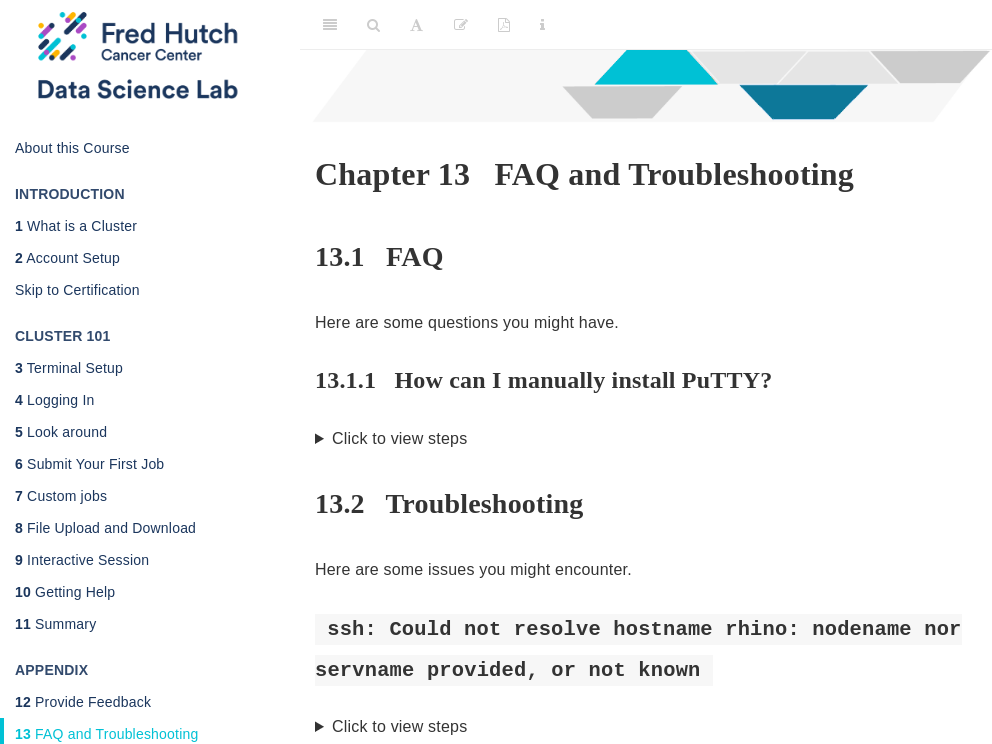 Fred Hutch
Cancer Center
Data Science Lab
About this Course
INTRODUCTION
1 What is a Cluster
2 Account Setup
Skip to Certification
CLUSTER 101
3 Terminal Setup
4 Logging In
5 Look around
6 Submit Your First Job
7 Custom jobs
8 File Upload and Download
9 Interactive Session
10 Getting Help
11 Summary
APPENDIX
12 Provide Feedback
13 FAQ and Troubleshooting
Chapter 13 FAQ and Troubleshooting
13.1 FAQ
Here are some questions you might have.
13.1.1 How can I manually install PuTTY?
Click to view steps
13.2 Troubleshooting
Here are some issues you might encounter.
ssh: Could not resolve hostname rhino: nodename nor
servname provided, or not known
Click to view steps